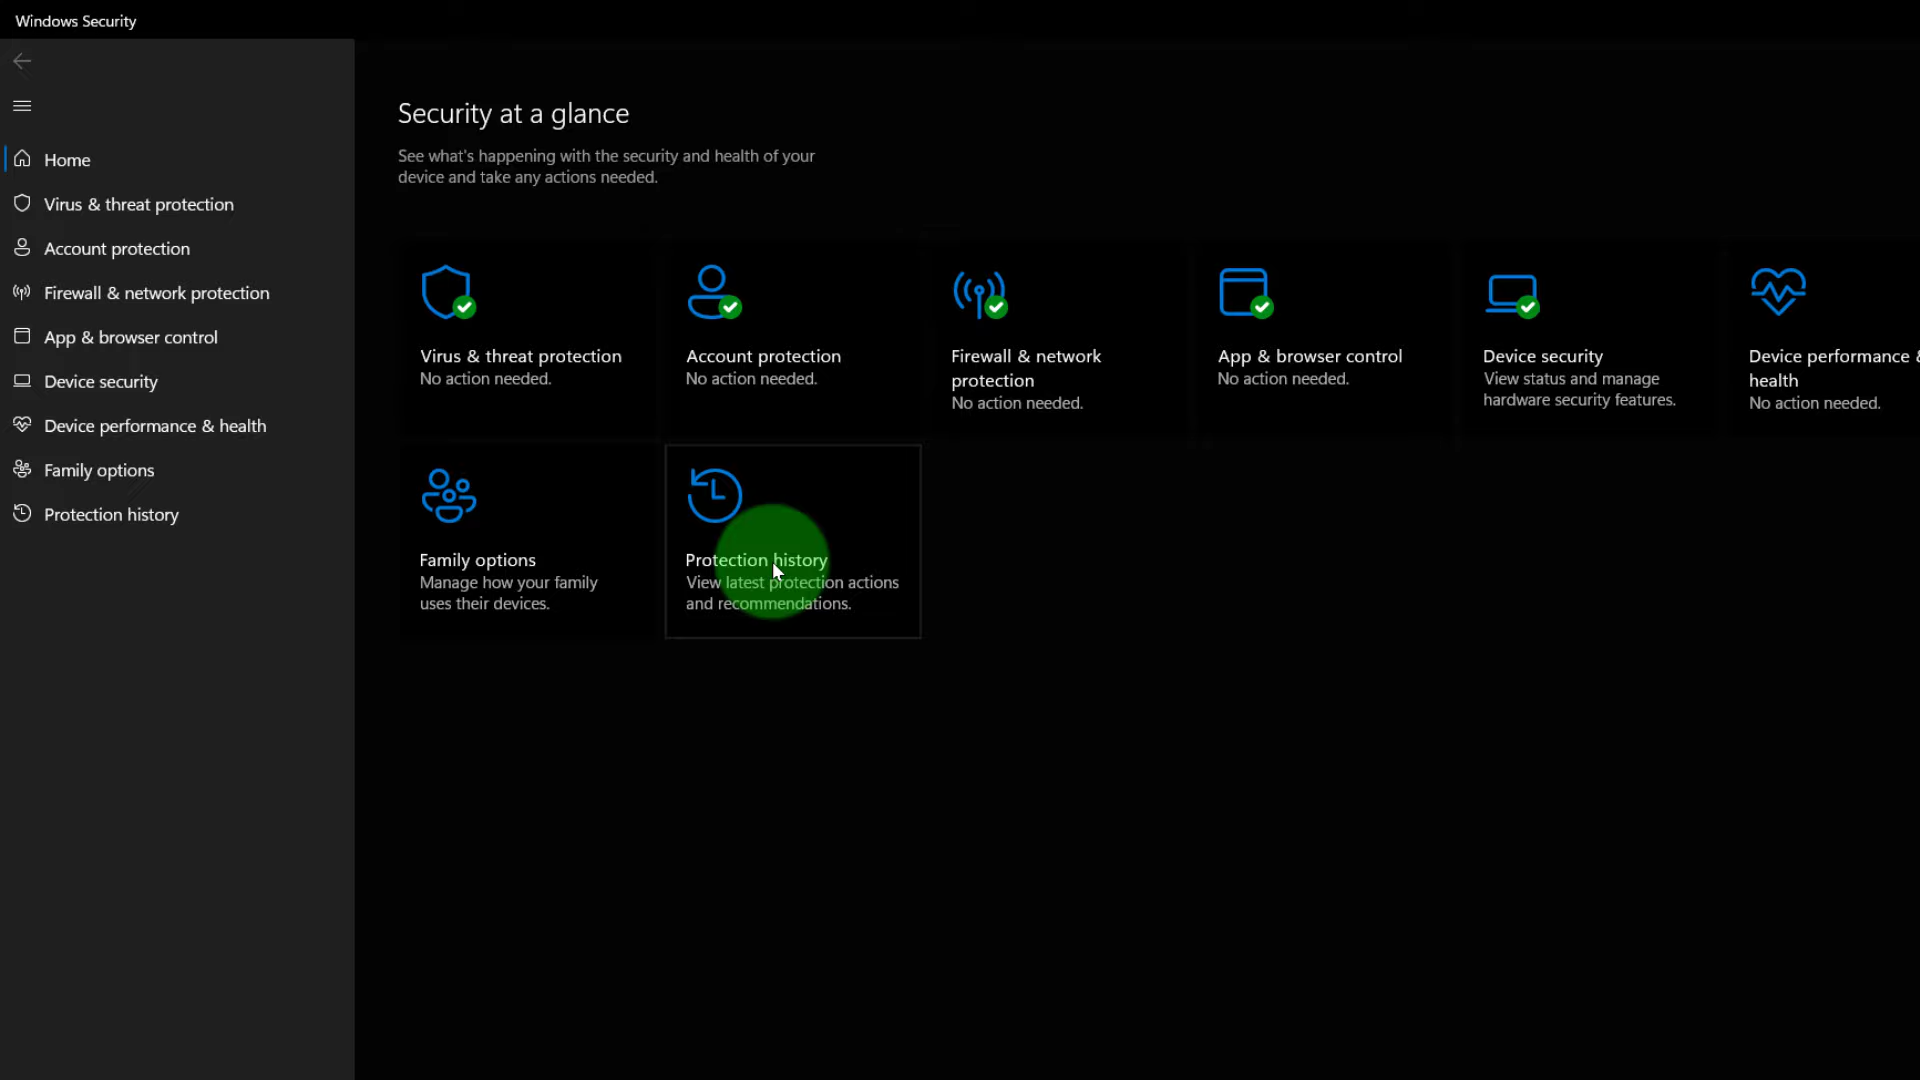 Windows Security
Home
Virus & threat protection
Account protection
Firewall & network protection
App & browser control
Device security
Device performance & health
Family options
Protection history
Security at a glance
See what's happening with the security and health of your
device and take any actions needed.
Virus & threat protection
No action needed.
Account protection
No action needed.
Firewall & network
protection
No action needed.
App & browser control
No action needed.
Device security
View status and manage
hardware security features.
Device performance &
health
No action needed.
Family options
Manage how your family
uses their devices.
Protection history
View latest protection actions
and recommendations.